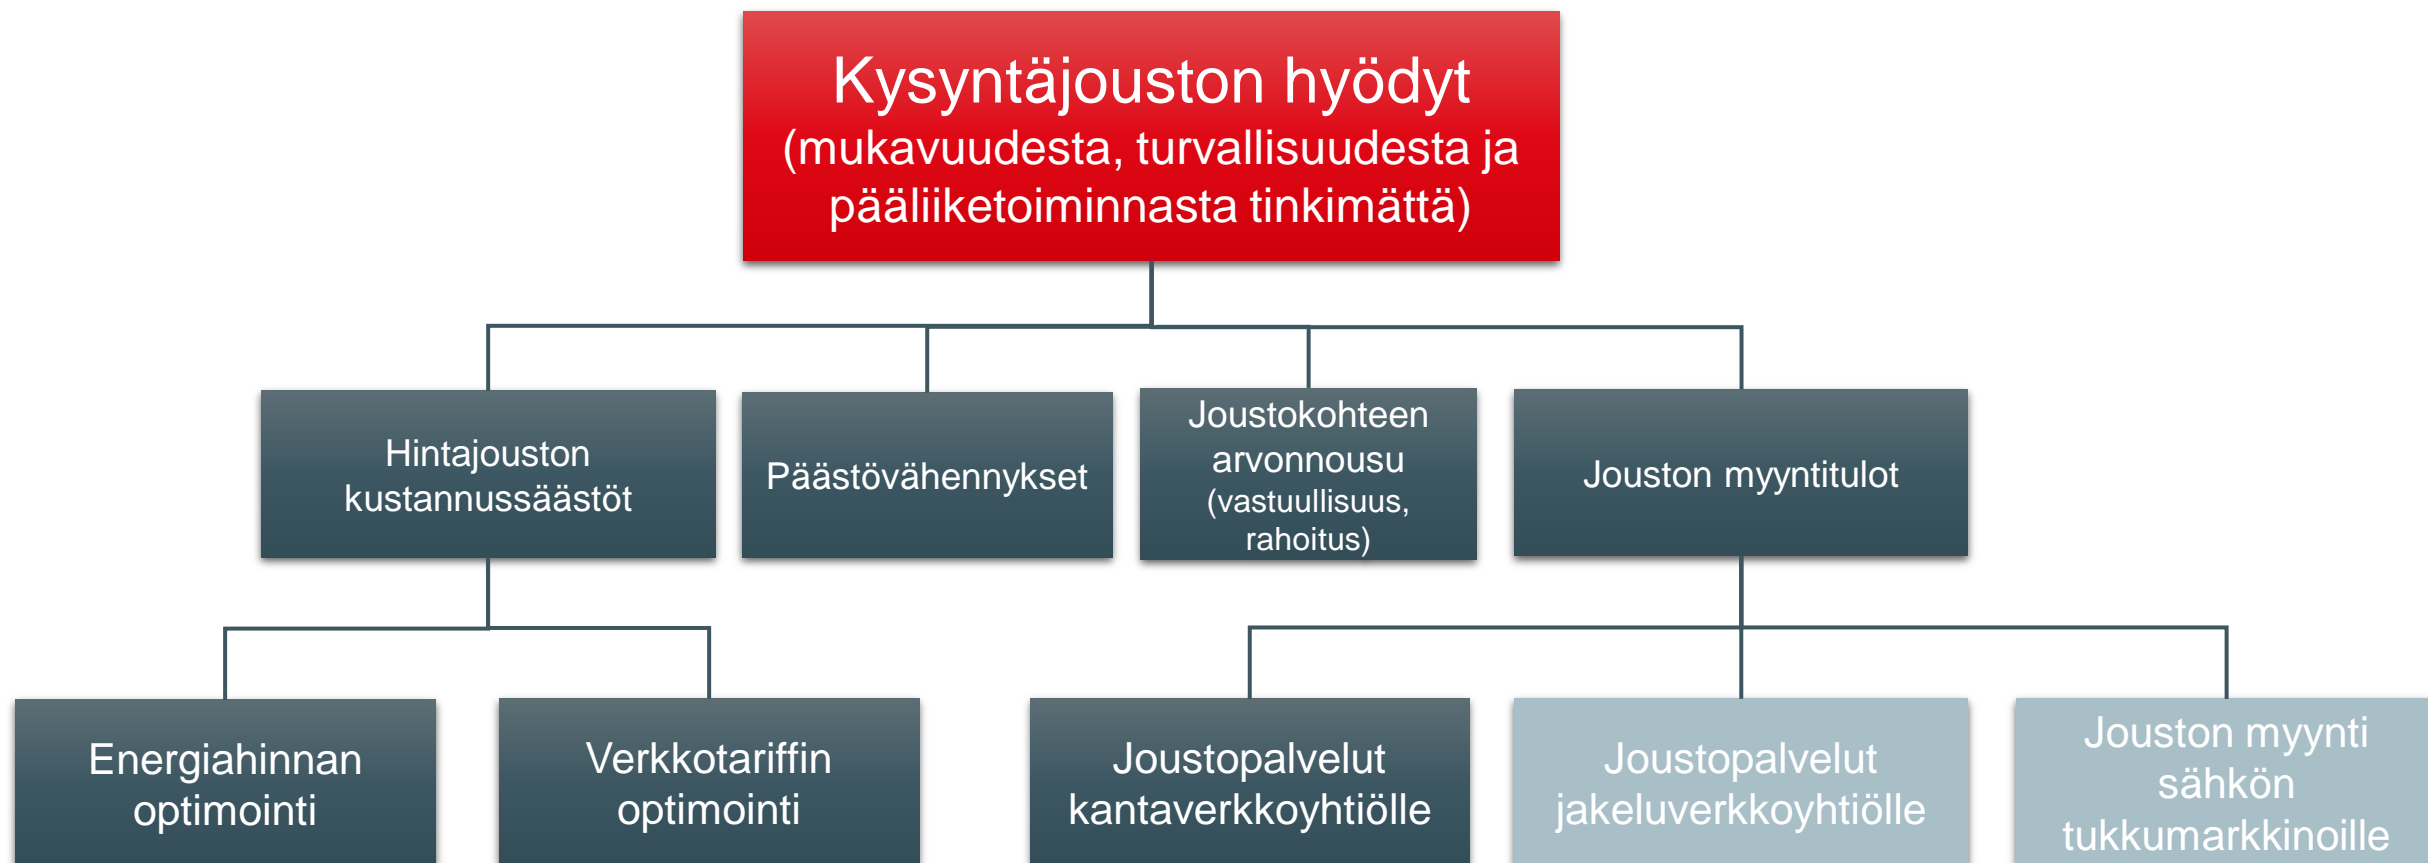 Kysyntäjouston hyödyt
(mukavuudesta, turvallisuudesta ja
pääliiketoiminnasta tinkimättä)
Hintajouston
kustannussäästöt
Päästövähennykset
Joustokohteen
arvonnousu
(vastuullisuus,
rahoitus)
Jouston myyntitulot
Energiahinnan
optimointi
Verkkotariffin
optimointi
Joustopalvelut
kantaverkkoyhtiölle
Joustopalvelut
jakeluverkkoyhtiölle
Jouston myynti
sähkön
tukkumarkkinoille